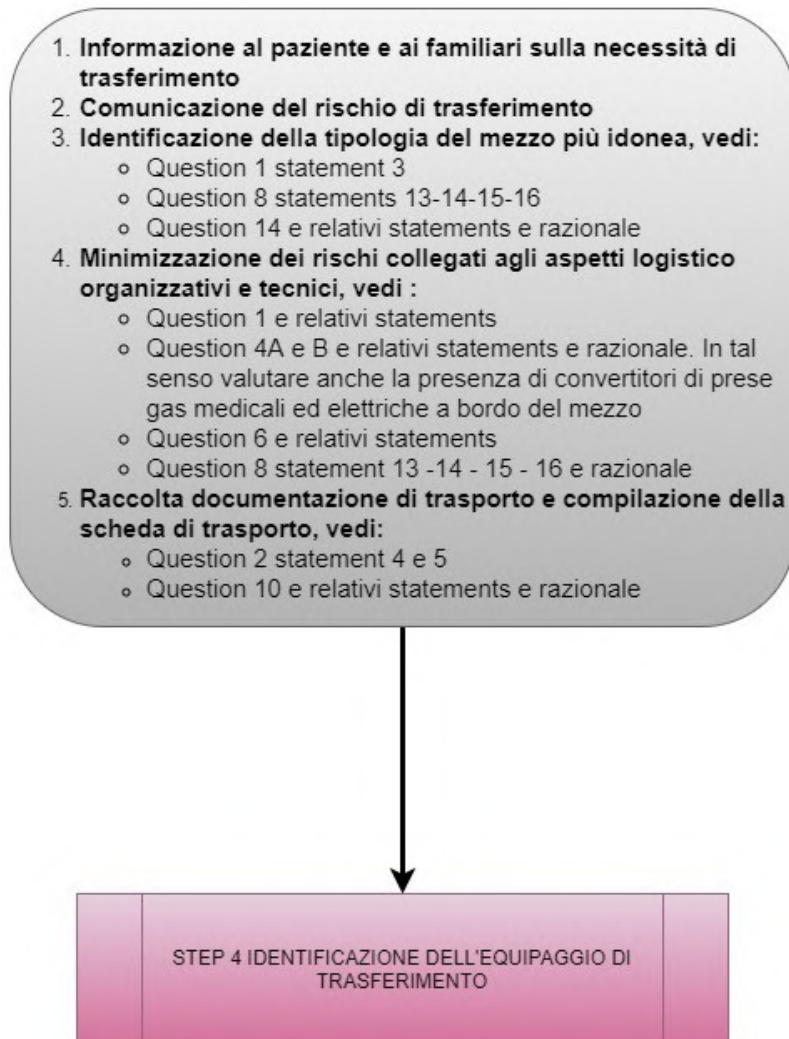 1. Informazione al paziente e ai familiari sulla necessità di
trasferimento
2. Comunicazione del rischio di trasferimento
3. Identificazione della tipologia del mezzo più idonea, vedi:
○ Question 1 statement 3
○ Question 8 statements 13-14-15-16
○ Question 14 e relativi statements e razionale
4. Minimizzazione dei rischi collegati agli aspetti logistico
organizzativi e tecnici, vedi :
○ Question 1 e relativi statements
○ Question 4A e B e relativi statements e razionale. In tal
senso valutare anche la presenza di convertitori di prese
gas medicali ed elettriche a bordo del mezzo
○ Question 6 e relativi statements
○ Question 8 statement 13 -14 - 15 - 16 e razionale
5. Raccolta documentazione di trasporto e compilazione della
scheda di trasporto, vedi:
○ Question 2 statement 4 e 5
○ Question 10 e relativi statements e razionale
STEP 4 IDENTIFICAZIONE DELL'EQUIPAGGIO DI
TRASFERIMENTO